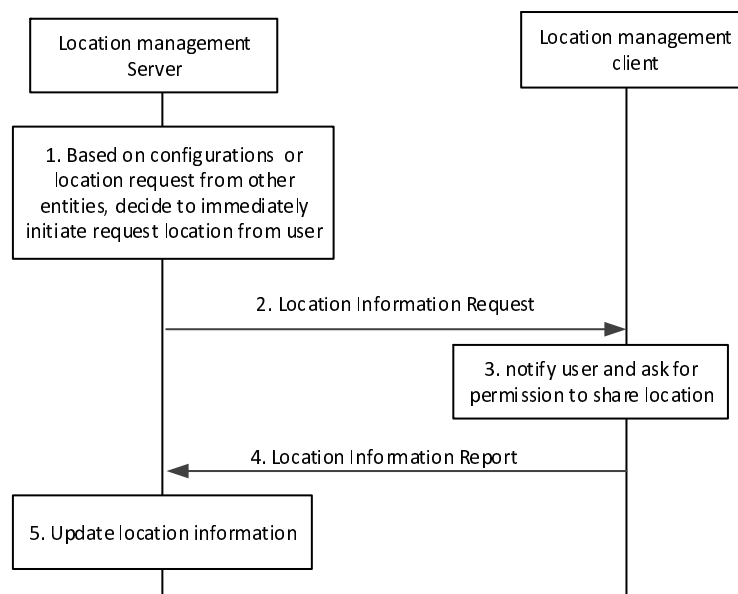 Location management
Server
Location management
client
1. Based on configurations or
location request from other
entities, decide to immediately
initiate request location from user
2. Location Information Request
3. notify user and ask for
permission to share location
4. Location Information Report
5. Update location information